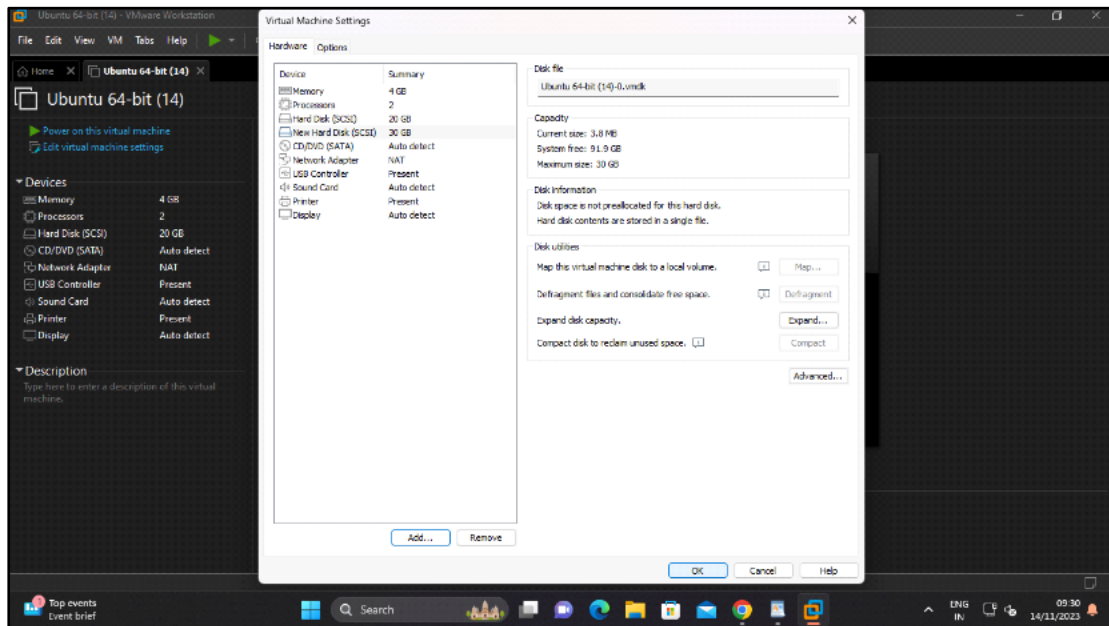 Ubuntu 64-bit (14) - VMware Workstation
File Edit View VM Tabs Help
Home Ubuntu 64-bit (14)
Ubuntu 64-bit (14)
Power on this virtual machine
Edit virtual machine settings
Devices
Memory 4 GB
Processors 2
Hard Disk (SCSI) 20 GB
CD/DVD (SATA) Auto detect
Network Adapter NAT
USB Controller Present
Sound Card Auto detect
Printer Present
Display Auto detect
Description
Type here to enter a description of this virtual
machine.
Virtual Machine Settings
Hardware Options
Device Summary
Memory 4 GB
Processors 2
Hard Disk (SCSI) 20 GB
New Hard Disk (SCSI) 30 GB
CD/DVD (SATA) Auto detect
Network Adapter NAT
USB Controller Present
Sound Card Auto detect
Printer Present
Display Auto detect
Add... Remove
Disk file
Ubuntu 64-bit (14)-0.vmdk
Capacity
Current size: 3.8 MB
System free: 91.9 GB
Maximum size: 30 GB
Disk information
Disk space is not preallocated for this hard disk.
Hard disk contents are stored in a single file.
Disk utilities
Map this virtual machine disk to a local volume. Map...
Defragment files and consolidate free space. Defragment
Expand disk capacity. Expand...
Compact disk to reclaim unused space. Compact
Advanced...
OK Cancel Help
Top events
Event brief
Search
ENG
IN
09:30
14/11/2023